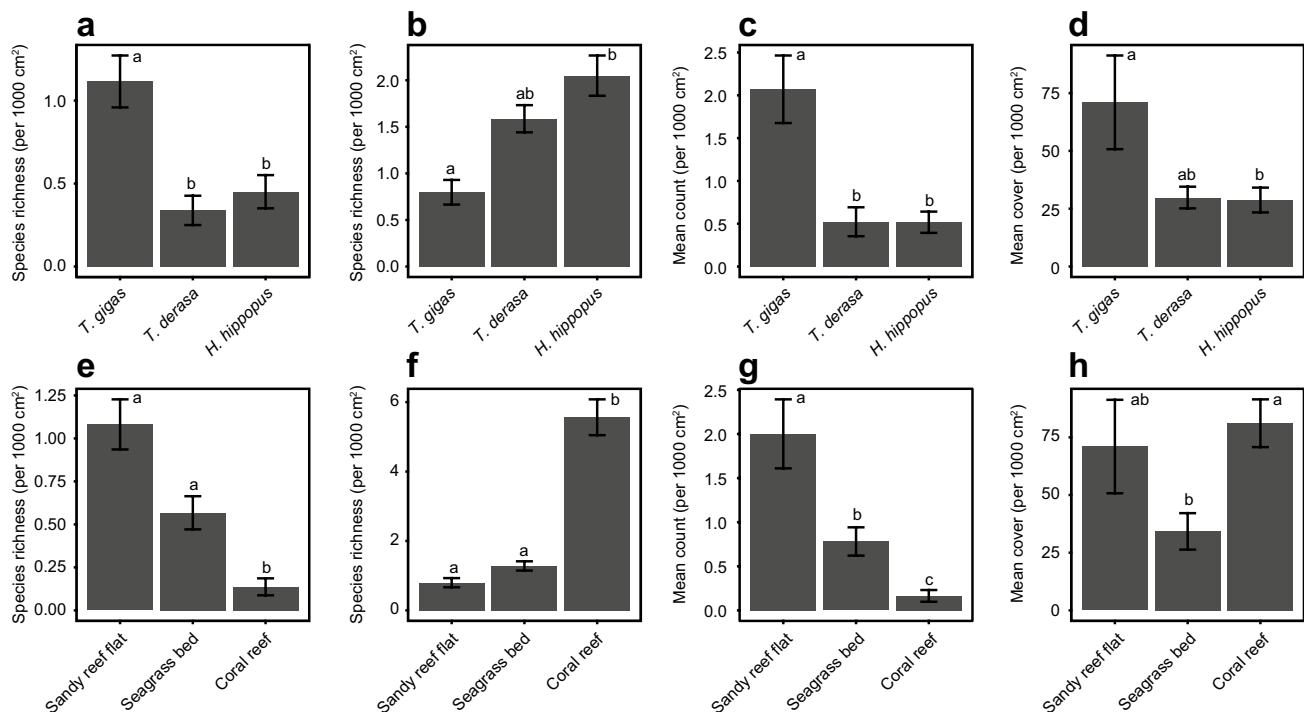 a
Species richness (per 1000 cm²)
1.0
0.5
0.0
a
b
b
T. gigas
T. derasa
H. hippopus
b
Species richness (per 1000 cm²)
2.0
1.5
1.0
0.5
0.0
a
ab
b
T. gigas
T. derasa
H. hippopus
c
Mean count (per 1000 cm²)
2.5
2.0
1.5
1.0
0.5
0.0
a
b
b
T. gigas
T. derasa
H. hippopus
d
Mean cover (per 1000 cm²)
75
50
25
0
a
ab
b
T. gigas
T. derasa
H. hippopus
e
Species richness (per 1000 cm²)
1.25
1.00
0.75
0.50
0.25
0.00
a
a
b
Sandy reef flat
Seagrass bed
Coral reef
f
Species richness (per 1000 cm²)
6
4
2
0
a
a
b
Sandy reef flat
Seagrass bed
Coral reef
g
Mean count (per 1000 cm²)
2.5
2.0
1.5
1.0
0.5
0.0
a
b
c
Sandy reef flat
Seagrass bed
Coral reef
h
Mean cover (per 1000 cm²)
75
50
25
0
ab
b
a
Sandy reef flat
Seagrass bed
Coral reef